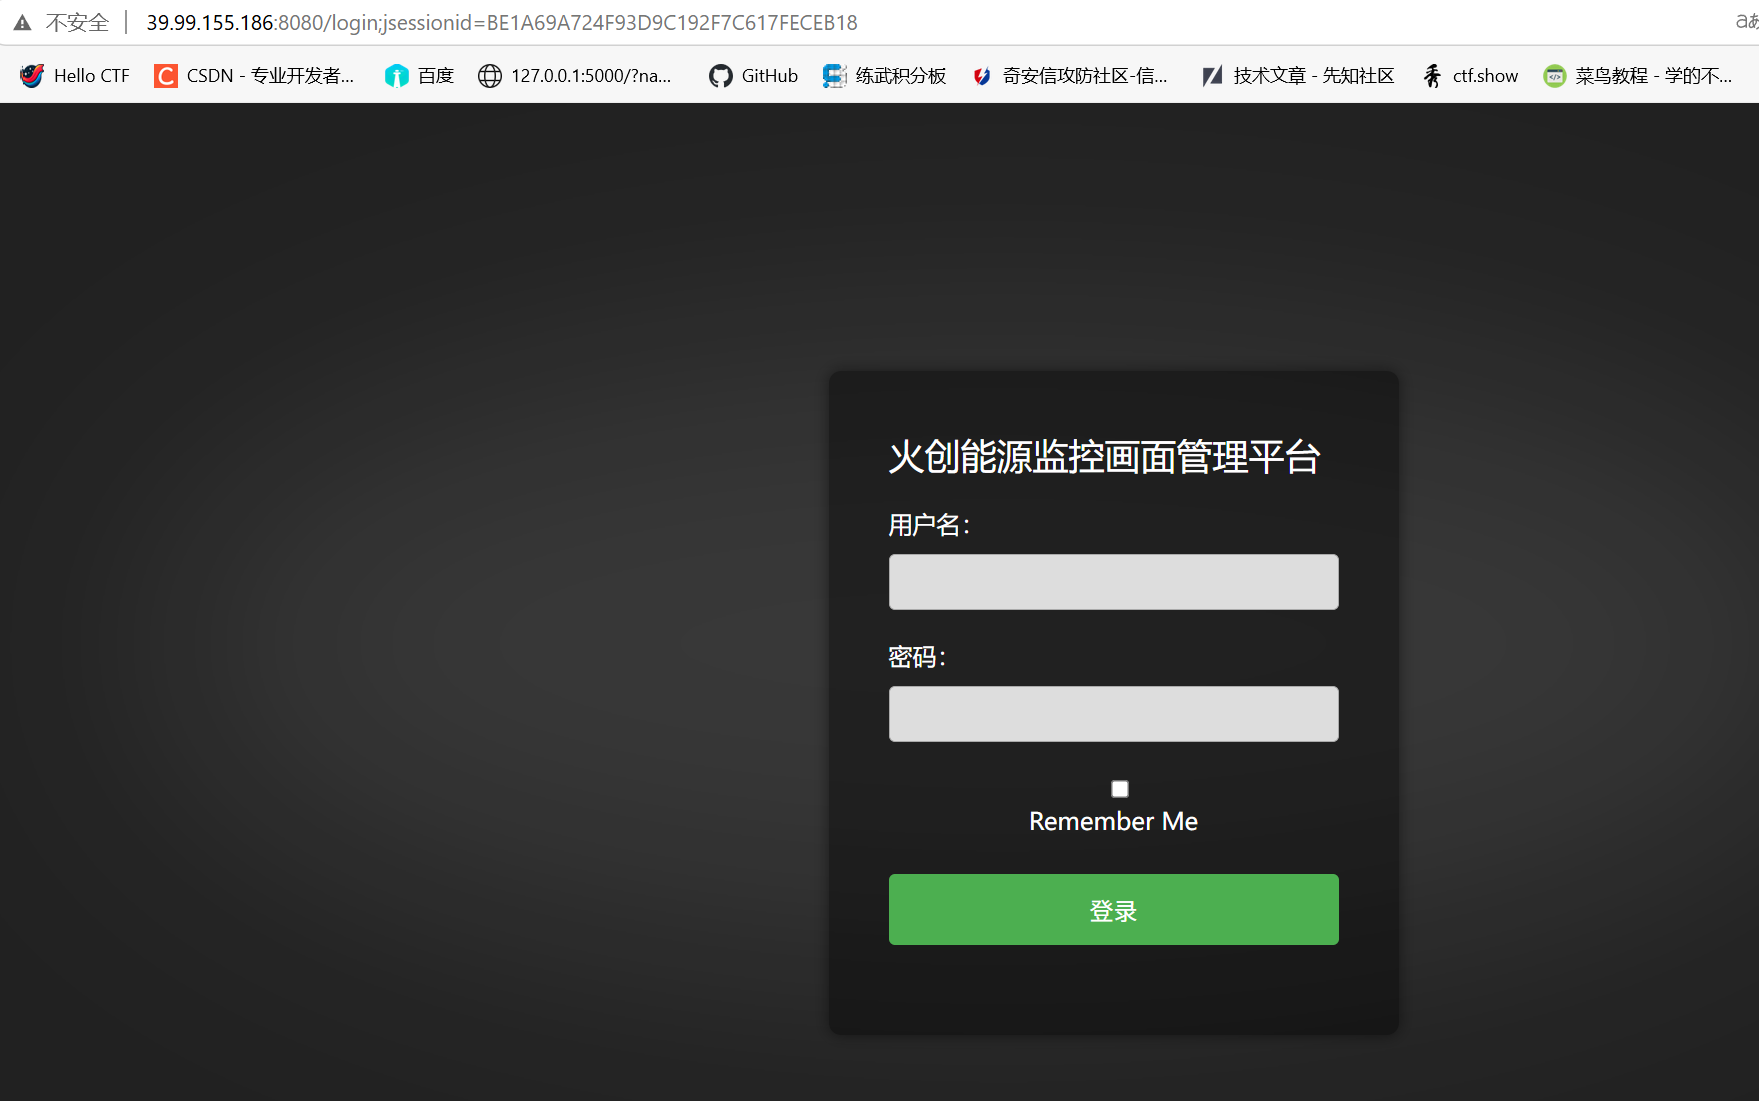 不安全 39.99.155.186:8080/login;jsessionid=BE1A69A724F93D9C192F7C617FECEB18
Hello CTF CSDN - 专业开发者... 百度 127.0.0.1:5000/?na... GitHub 练武积分板 奇安信攻防社区-信... 技术文章 - 先知社区 ctf.show 菜鸟教程 - 学的不...
火创能源监控画面管理平台
用户名：
密码：
Remember Me
登录